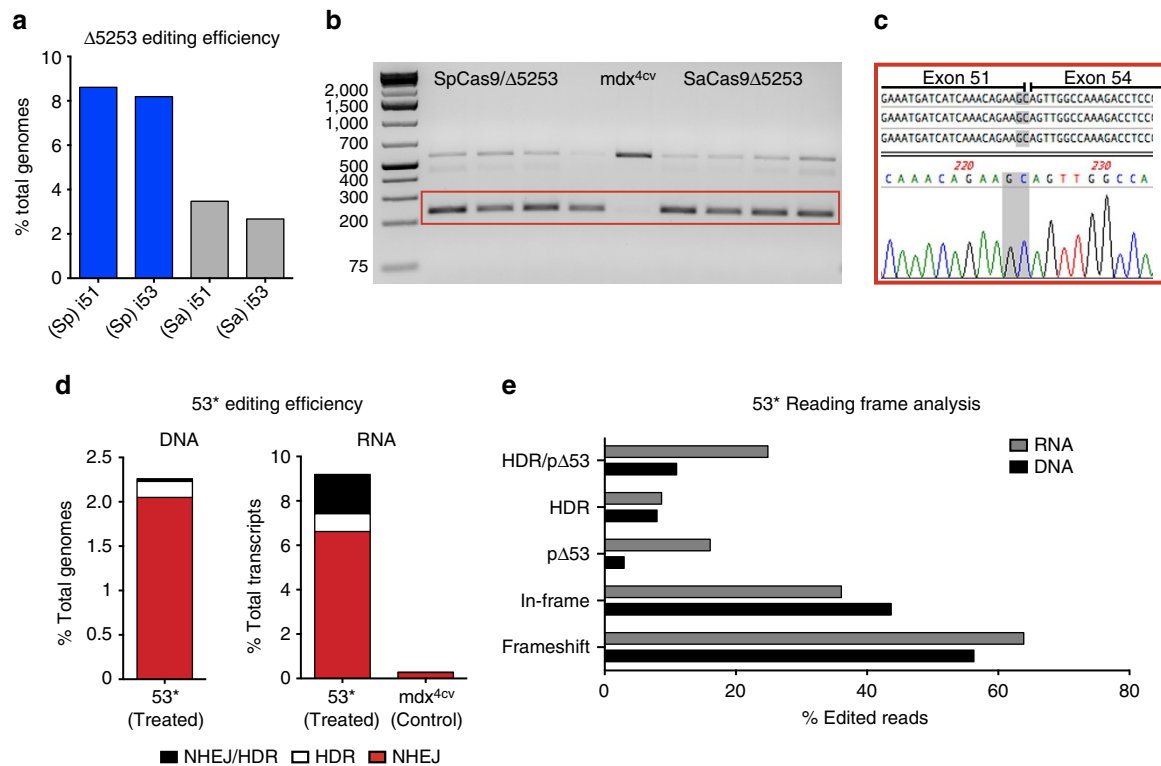 a
Δ5253 editing efficiency
% total genomes
10
8
6
4
2
0
(Sp) i51
(Sp) i53
(Sa) i51
(Sa) i53
b
SpCas9/Δ5253
mdx4cv
SaCas9Δ5253
2,000
1,500
1,000
700
500
400
300
200
75
c
Exon 51
Exon 54
GAAATGATCATCAAACAGAAGCAGTTGGCCAAAGACCTCC
GAAATGATCATCAAACAGAAGCAGTTGGCCAAAGACCTCC
GAAATGATCATCAAACAGAAGCAGTTGGCCAAAGACCTCC
220
230
C A A A C A G A A G C A G T T G G C C A
d
53* editing efficiency
DNA
RNA
% Total genomes
2.5
2.0
1.5
1
0.5
0
53*
(Treated)
% Total transcripts
10
8
6
4
2
0
53*
(Treated)
mdx4cv
(Control)
NHEJ/HDR
HDR
NHEJ
e
53* Reading frame analysis
RNA
DNA
HDR/pΔ53
HDR
pΔ53
In-frame
Frameshift
0
20
40
60
80
% Edited reads